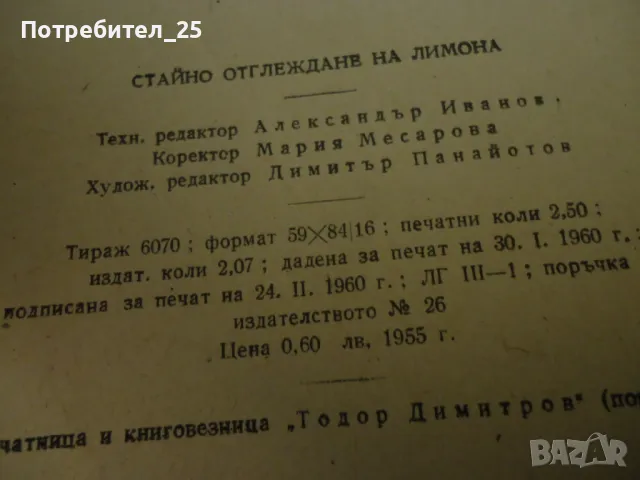 Потребител_25
СТАЙНО ОТГЛЕЖДАНЕ НА ЛИМОНА
Техн. редактор Александър Иванов,
Коректор Мария Месарова
Худож. редактор Димитър Панайотов
Тираж 6070; формат 59×84|16; печатни коли 2,50;
издат. коли 2,07; дадена за печат на 30. I. 1960 г.;
подписана за печат на 24. II. 1960 г.; ЛГ III—1; поръчка
издателството № 26
Цена 0,60 лв, 1955 г.
чатница и книговезница „Тодор Димитров“ (по
BAZAR